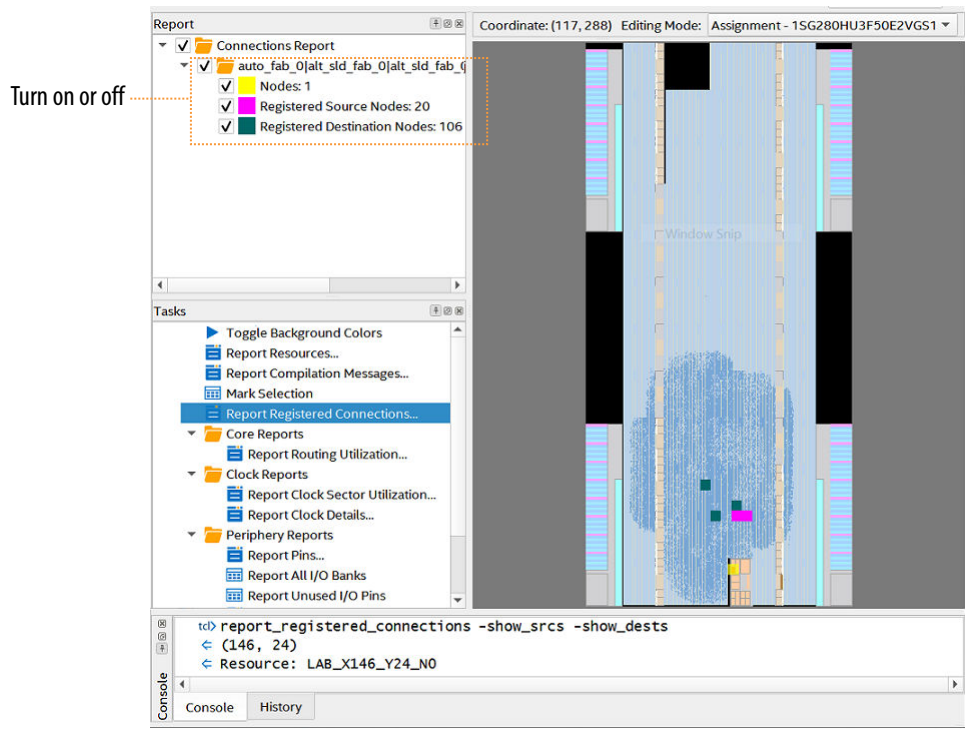 Report
Coordinate: (117, 288) Editing Mode: Assignment - 1SG280HU3F50E2VGS1
Connections Report
auto_fab_0|alt_sld_fab_0|alt_sld_fab_
Turn on or off
Nodes: 1
Registered Source Nodes: 20
Registered Destination Nodes: 106
Window Snip
Tasks
Toggle Background Colors
Report Resources...
Report Compilation Messages...
Mark Selection
Report Registered Connections...
Core Reports
Report Routing Utilization...
Clock Reports
Report Clock Sector Utilization...
Report Clock Details...
Periphery Reports
Report Pins...
Report All I/O Banks
Report Unused I/O Pins
tcl> report_registered_connections -show_srcs -show_dests
(146, 24)
Resource: LAB_X146_Y24_N0
Console
Console History